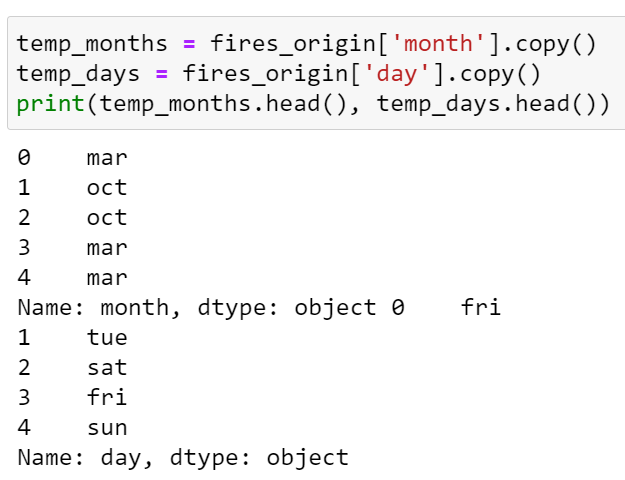 temp_months = fires_origin['month'].copy()
temp_days = fires_origin['day'].copy()
print(temp_months.head(), temp_days.head())
0    mar
1    oct
2    oct
3    mar
4    mar
Name: month, dtype: object 0    fri
1    tue
2    sat
3    fri
4    sun
Name: day, dtype: object